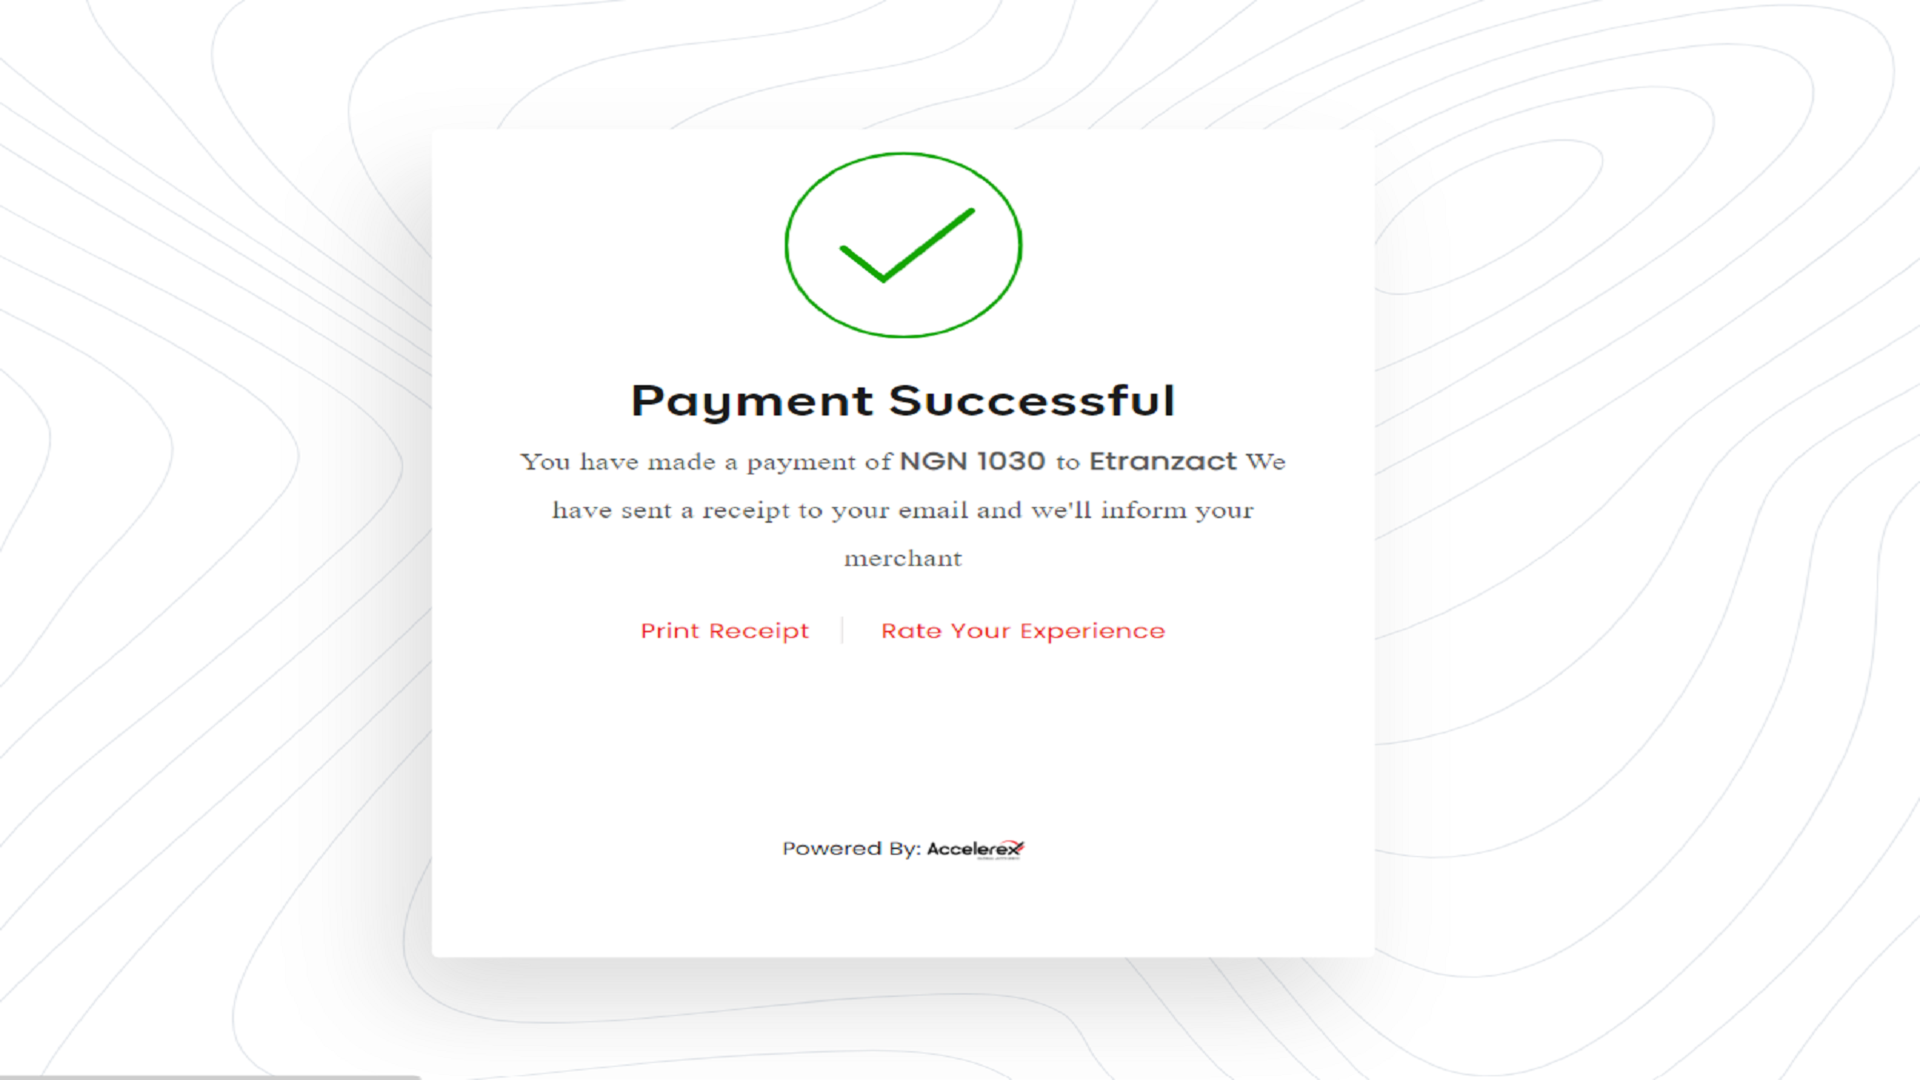 Payment Successful
You have made a payment of NGN 1030 to Etranzact We
have sent a receipt to your email and we'll inform your
merchant
Print Receipt
Rate Your Experience
Powered By: Accelerex